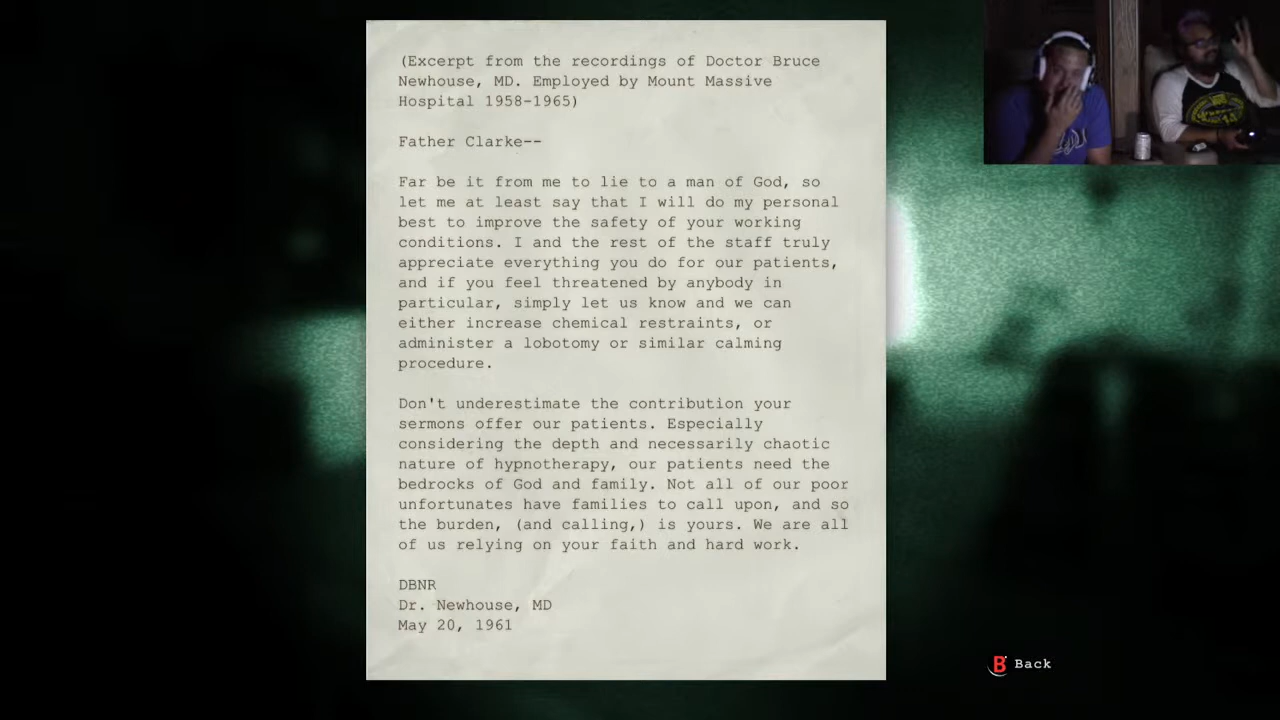 (Excerpt from the recordings of Doctor Bruce
Newhouse, MD. Employed by Mount Massive
Hospital 1958-1965)
Father Clarke--
Far be it from me to lie to a man of God, so
let me at least say that I will do my personal
best to improve the safety of your working
conditions. I and the rest of the staff truly
appreciate everything you do for our patients,
and if you feel threatened by anybody in
particular, simply let us know and we can
either increase chemical restraints, or
administer a lobotomy or similar calming
procedure.
Don't underestimate the contribution your
sermons offer our patients. Especially
considering the depth and necessarily chaotic
nature of hypnotherapy, our patients need the
bedrocks of God and family. Not all of our poor
unfortunates have families to call upon, and so
the burden, (and calling,) is yours. We are all
of us relying on your faith and hard work.
DBNR
Dr. Newhouse, MD
May 20, 1961
B Back